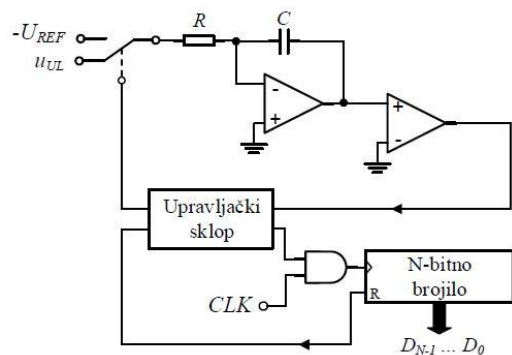 -U_REF
u_UL
R
C
-
+
+
-
Upravljački
sklop
CLK
N-bitno
brojilo
R
D_N-1 ... D_0